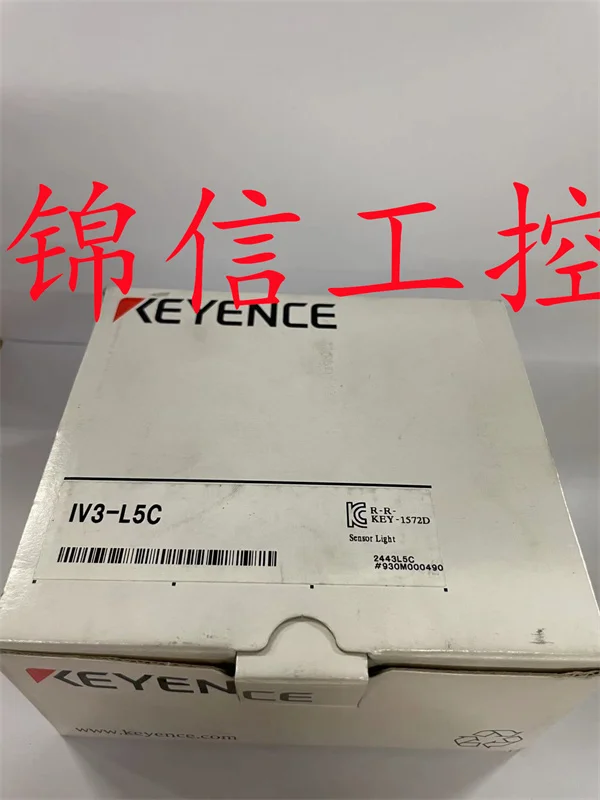 锦信工控
KEYENCE
IV3-L5C
R-R-
KEY-1572D
Sensor Light
2443L5C
#930M000490
KEYENCE
www.keyence.com